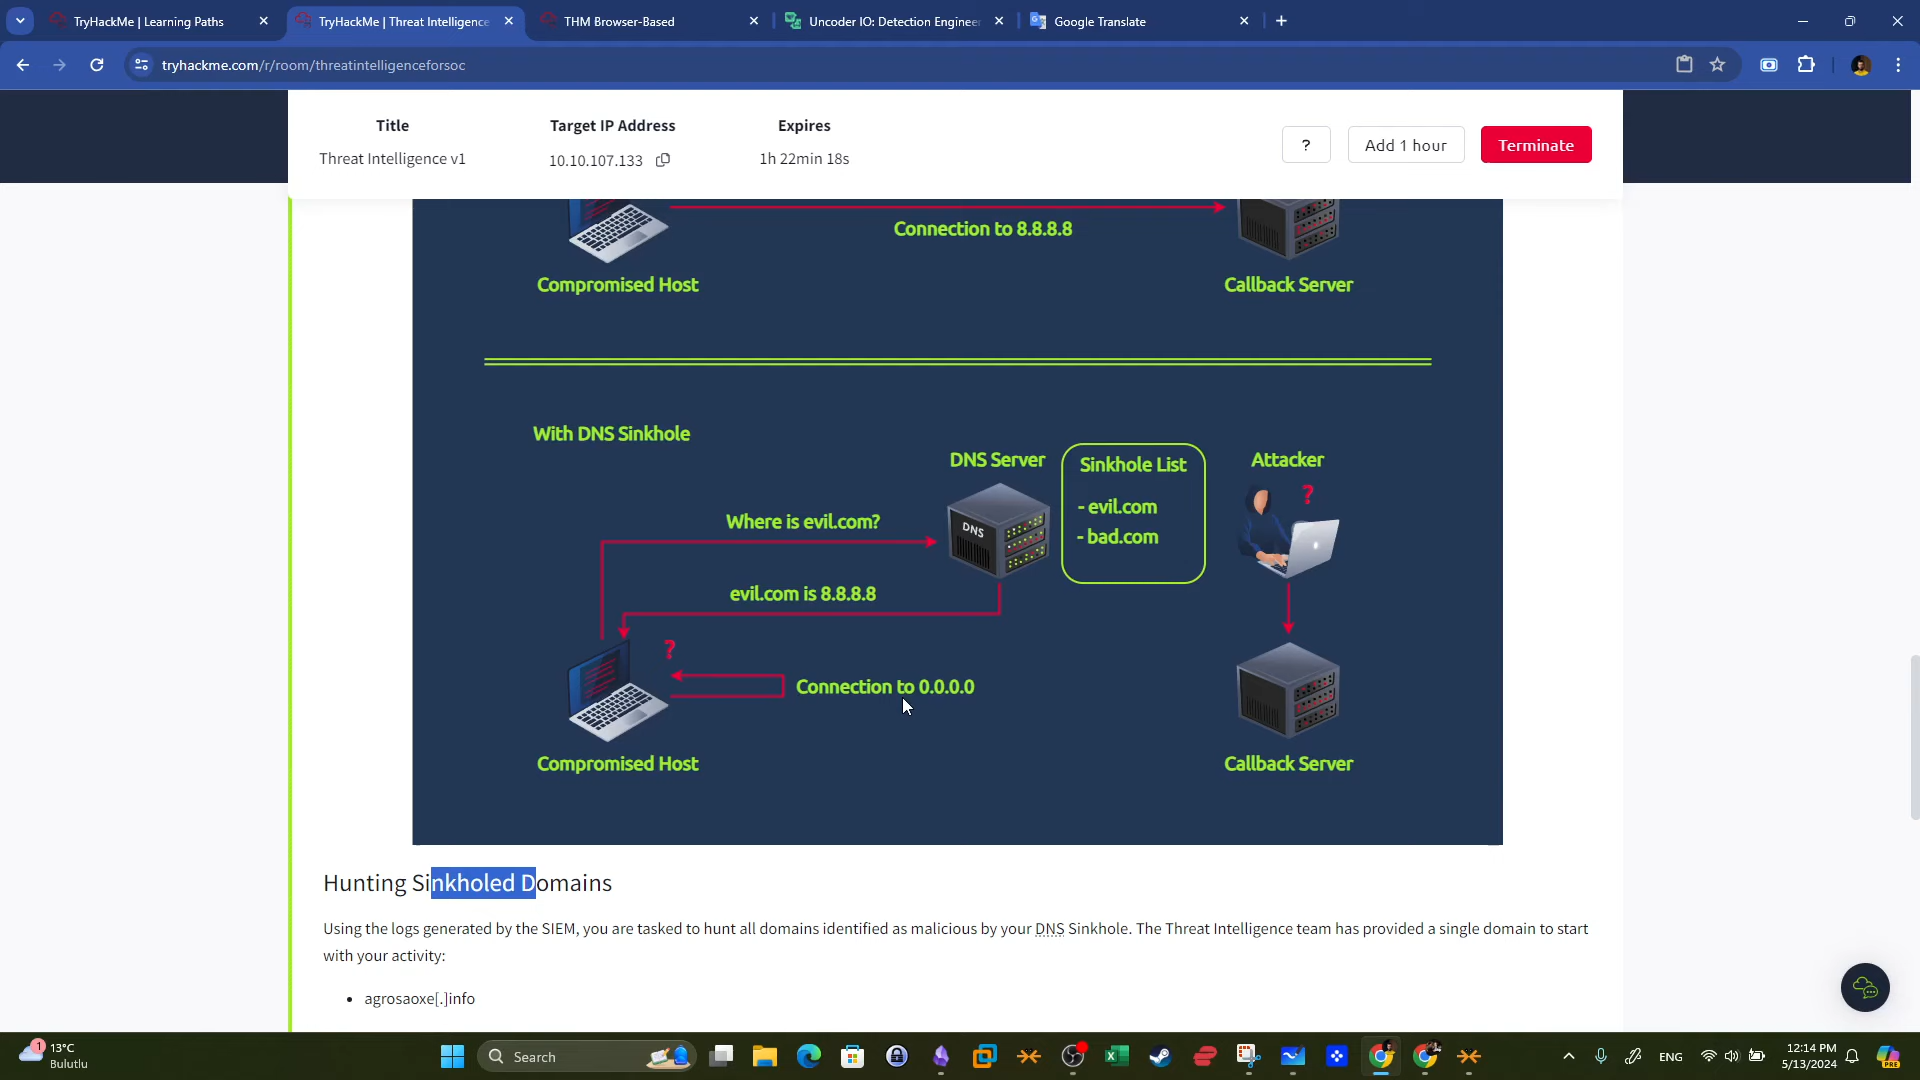 TryHackMe | Learning Paths
TryHackMe | Threat Intelligence
THM Browser-Based
Uncoder IO: Detection Engineer
Google Translate
tryhackme.com/r/room/threatintelligenceforsoc
Title
Target IP Address
Expires
Threat Intelligence v1
10.10.107.133
1h 22min 18s
?
Add 1 hour
Terminate
Connection to 8.8.8.8
Compromised Host
Callback Server
With DNS Sinkhole
DNS Server
Sinkhole List
Attacker
- evil.com
- bad.com
?
Where is evil.com?
DNS
evil.com is 8.8.8.8
?
Connection to 0.0.0.0
Compromised Host
Callback Server
Hunting Sinkholed Domains
Using the logs generated by the SIEM, you are tasked to hunt all domains identified as malicious by your DNS Sinkhole. The Threat Intelligence team has provided a single domain to start
with your activity:
• agrosaoxe[.]info
1
13°C
Bulutlu
Search
ENG
12:14 PM
5/13/2024
PRE